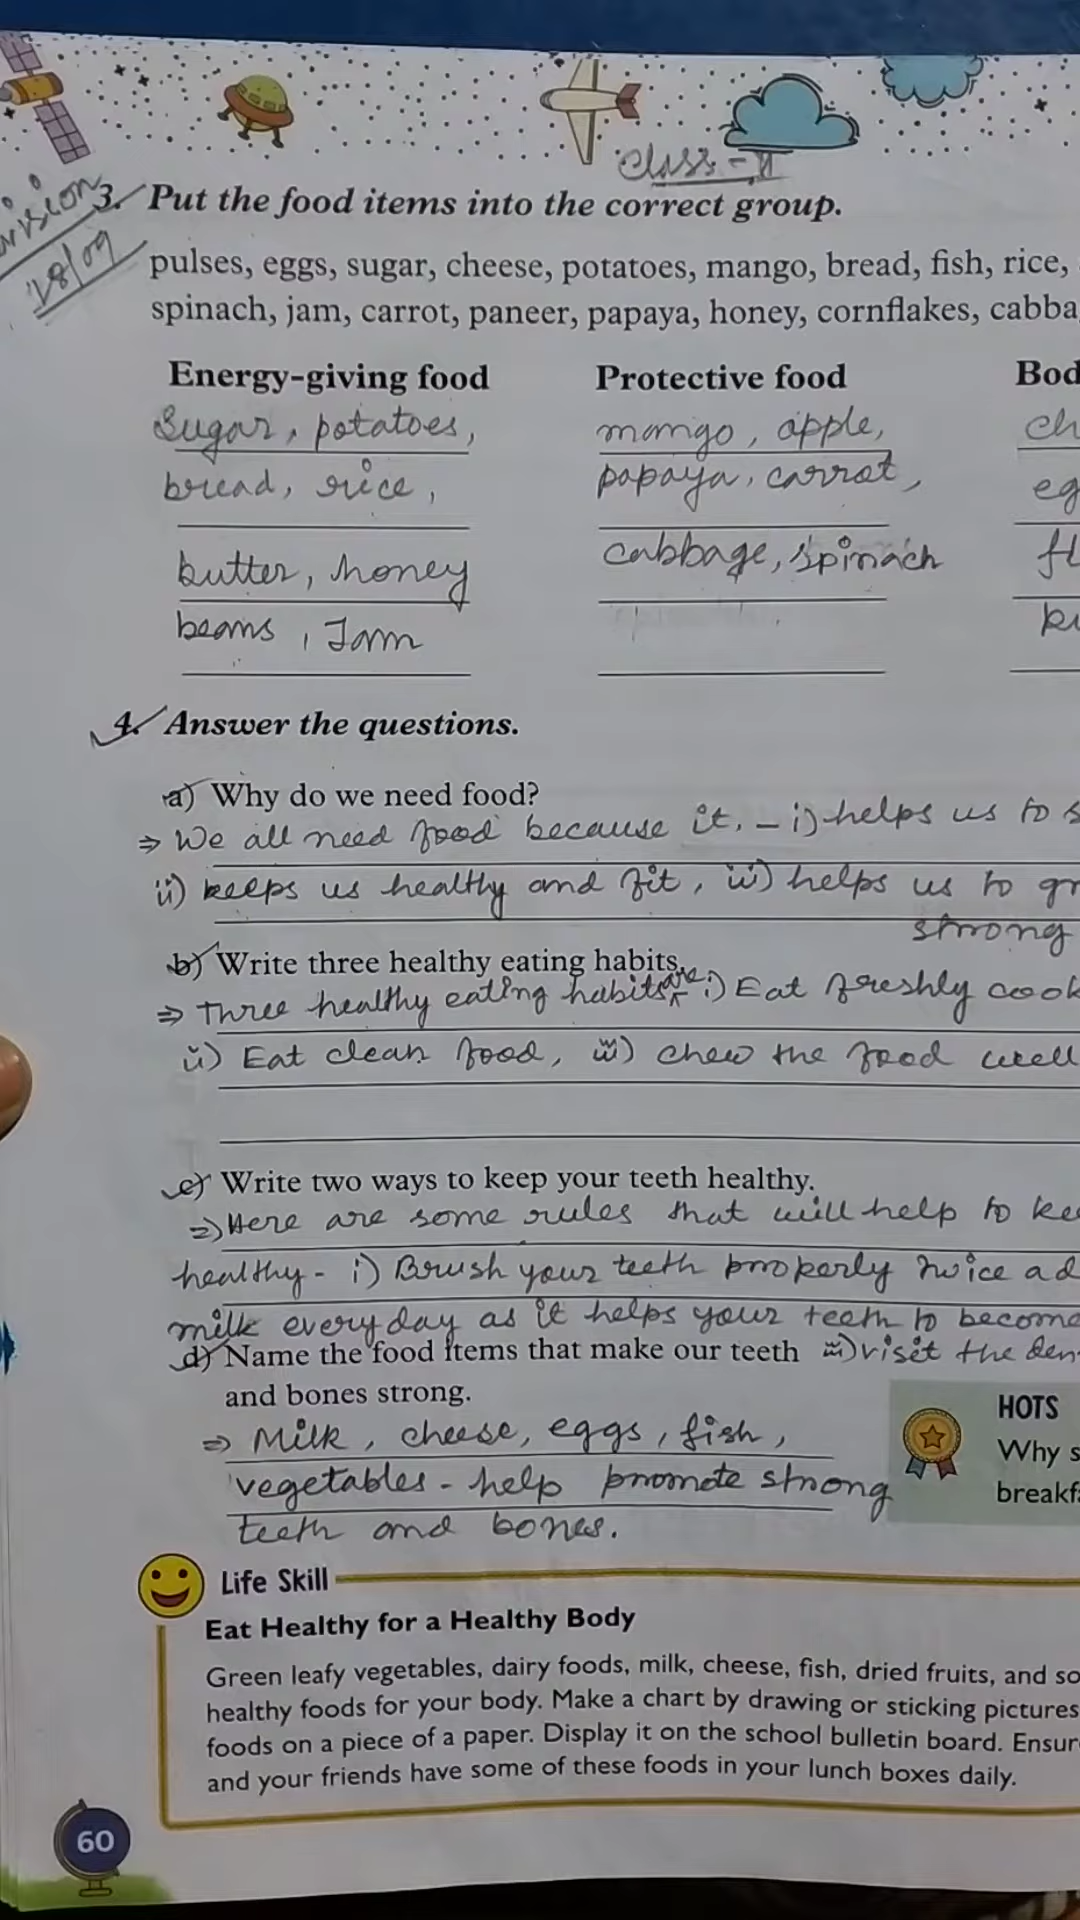 Class - II
Revision
18/09
3. Put the food items into the correct group.
pulses, eggs, sugar, cheese, potatoes, mango, bread, fish, rice,
spinach, jam, carrot, paneer, papaya, honey, cornflakes, cabba
Energy-giving food Protective food Bod
Sugar, potatoes, mango, apple, ch
bread, rice, papaya, carrot, eg
butter, honey cabbage, spinach
beans, Jam
4. Answer the questions.
a) Why do we need food?
⇒ We all need food because it. - i) helps us to s
ii) keeps us healthy and fit, iii) helps us to gr
strong
b) Write three healthy eating habits.
⇒ Three healthy eating habits are i) Eat freshly cook
ii) Eat clean food, iii) chew the food well
c) Write two ways to keep your teeth healthy.
⇒ Here are some rules that will help to kee
healthy - i) Brush your teeth properly twice a d
milk everyday as it helps your teeth to become
d) Name the food items that make our teeth iii) visit the den
and bones strong.
⇒ Milk, cheese, eggs, fish,
vegetables - help promote strong
teeth and bones.
HOTS
Why s
breakfa
Life Skill
Eat Healthy for a Healthy Body
Green leafy vegetables, dairy foods, milk, cheese, fish, dried fruits, and so
healthy foods for your body. Make a chart by drawing or sticking pictures
foods on a piece of a paper. Display it on the school bulletin board. Ensur
and your friends have some of these foods in your lunch boxes daily.
60